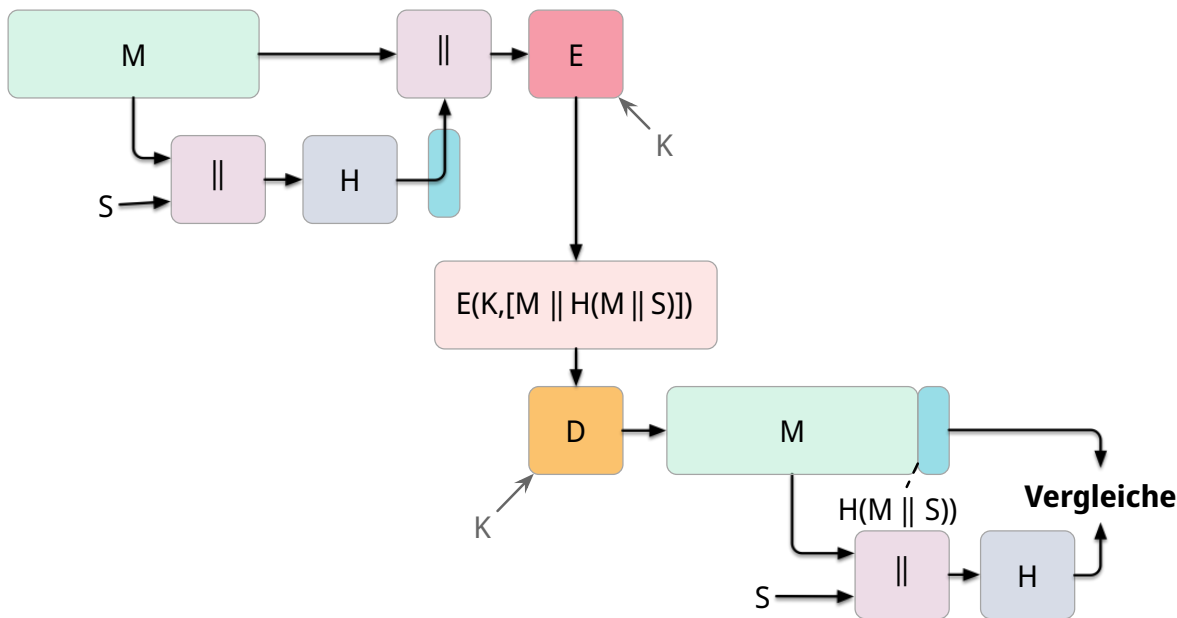 M
||
E
K
||
H
S
E(K,[M || H(M || S)])
D
M
K
H(M || S))
Vergleiche
||
H
S